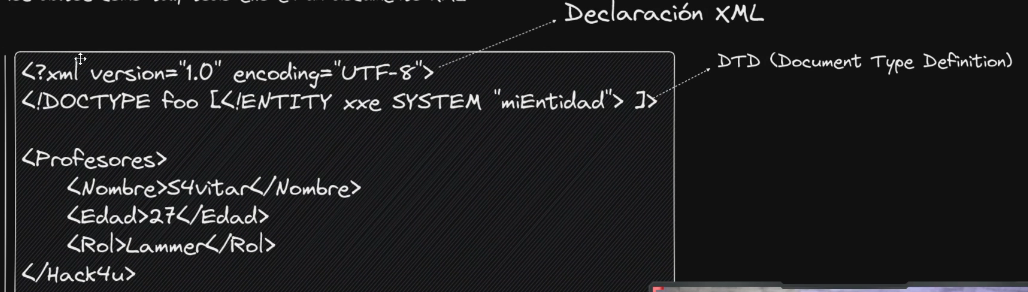 Declaración XML
<?xml version="1.0" encoding="UTF-8">
DTD (Document Type Definition)
<!DOCTYPE foo [<!ENTITY xxe SYSTEM "miEntidad"> ]>
<Profesores>
<Nombre>S4vitar</Nombre>
<Edad>27</Edad>
<Rol>Lammer</Rol>
</Hack4u>